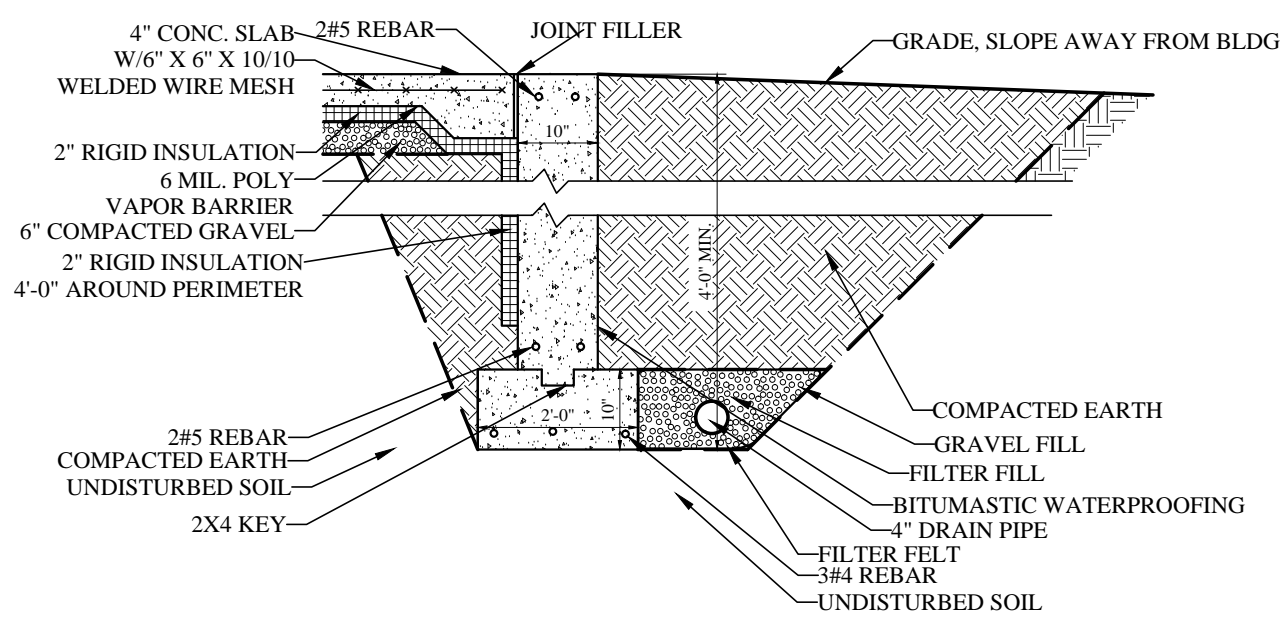 4" CONC. SLAB
W/6" X 6" X 10/10
WELDED WIRE MESH
2#5 REBAR
JOINT FILLER
GRADE, SLOPE AWAY FROM BLDG
2" RIGID INSULATION
6 MIL. POLY
VAPOR BARRIER
6" COMPACTED GRAVEL
2" RIGID INSULATION
4'-0" AROUND PERIMETER
10"
4'-0" MIN.
2'-0"
10"
2#5 REBAR
COMPACTED EARTH
UNDISTURBED SOIL
2X4 KEY
COMPACTED EARTH
GRAVEL FILL
FILTER FILL
BITUMASTIC WATERPROOFING
4" DRAIN PIPE
FILTER FELT
3#4 REBAR
UNDISTURBED SOIL